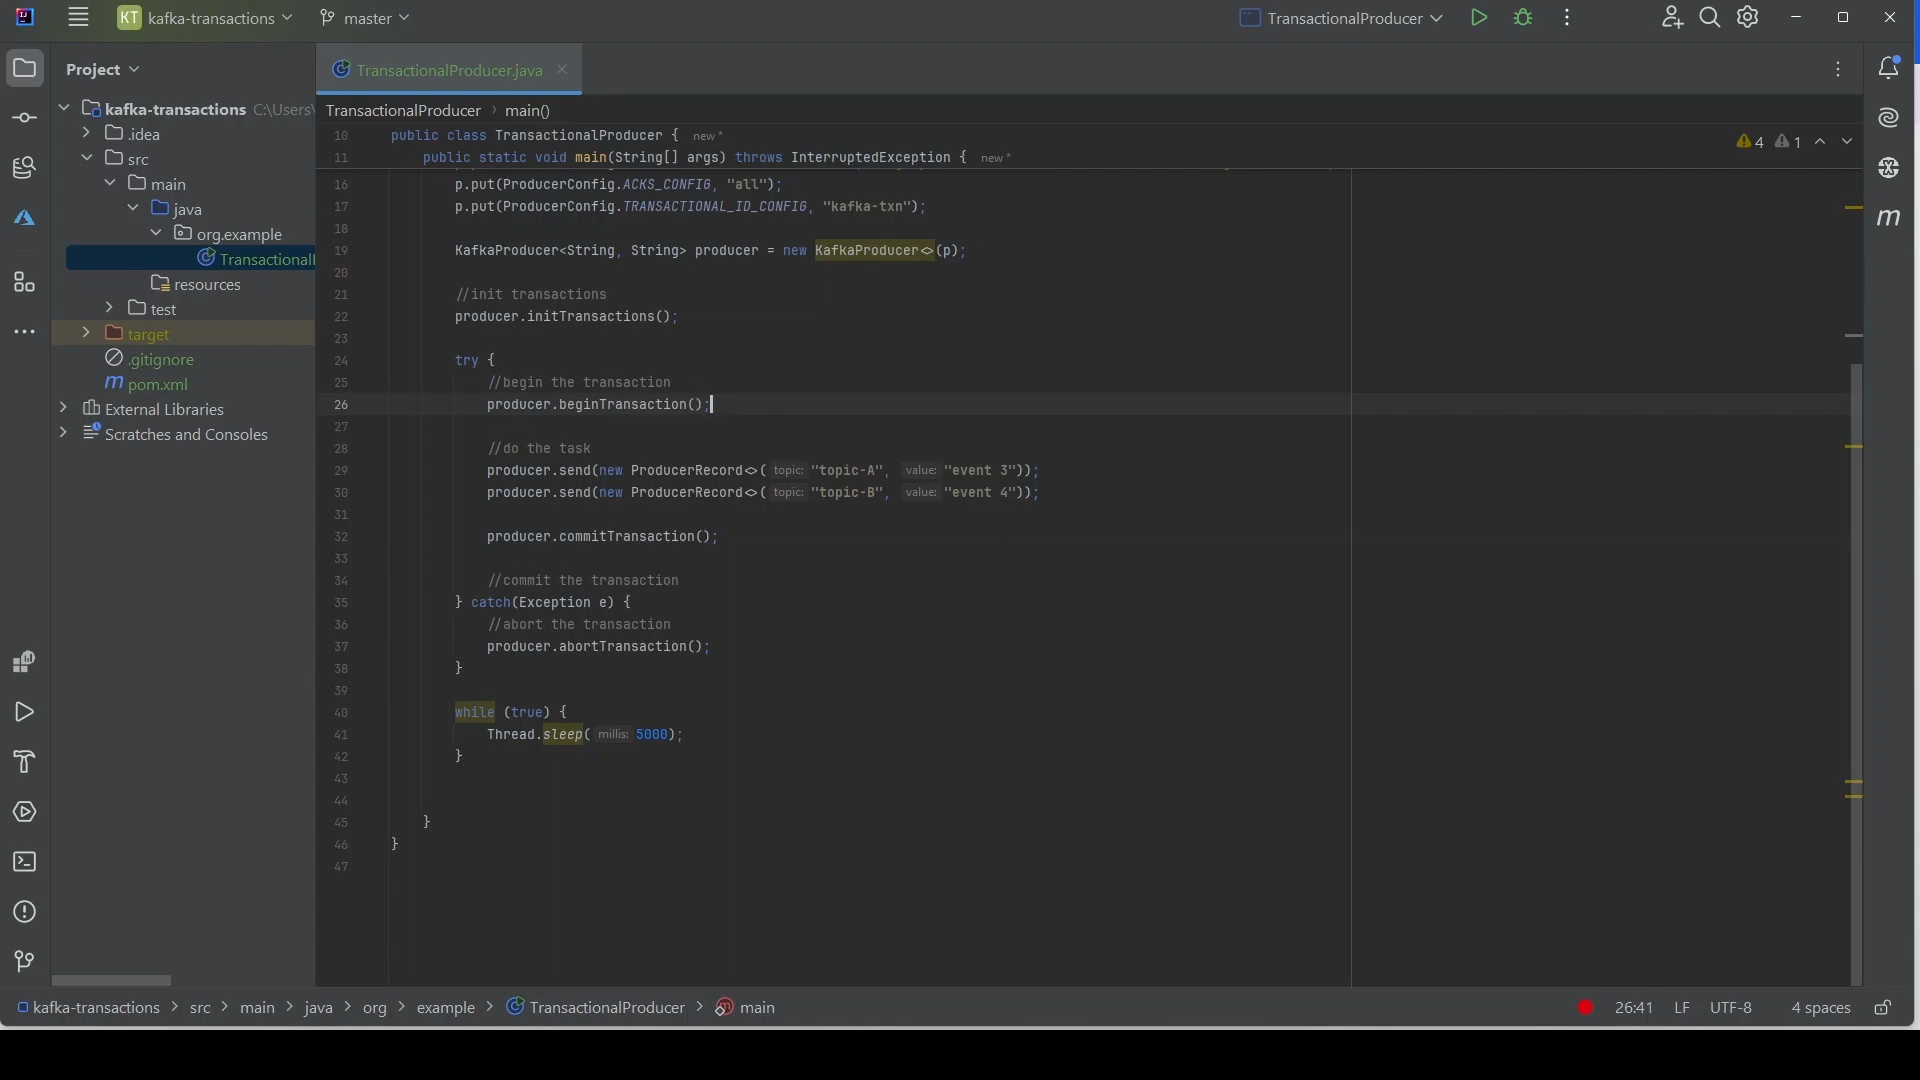 KT kafka-transactions master TransactionalProducer
Project
TransactionalProducer.java
kafka-transactions C:\Users\
.idea
src
main
java
org.example
Transactional
resources
test
target
.gitignore
pom.xml
External Libraries
Scratches and Consoles
TransactionalProducer > main()
4 1
10 public class TransactionalProducer { new *
11 public static void main(String[] args) throws InterruptedException { new *
16 p.put(ProducerConfig.ACKS_CONFIG, "all");
17 p.put(ProducerConfig.TRANSACTIONAL_ID_CONFIG, "kafka-txn");
18
19 KafkaProducer<String, String> producer = new KafkaProducer<>(p);
20
21 //init transactions
22 producer.initTransactions();
23
24 try {
25 //begin the transaction
26 producer.beginTransaction();
27
28 //do the task
29 producer.send(new ProducerRecord<>( topic: "topic-A", value: "event 3"));
30 producer.send(new ProducerRecord<>( topic: "topic-B", value: "event 4"));
31
32 producer.commitTransaction();
33
34 //commit the transaction
35 } catch(Exception e) {
36 //abort the transaction
37 producer.abortTransaction();
38 }
39
40 while (true) {
41 Thread.sleep( millis: 5000);
42 }
43
44
45 }
46 }
47
m
kafka-transactions > src > main > java > org > example > TransactionalProducer > main
26:41 LF UTF-8 4 spaces